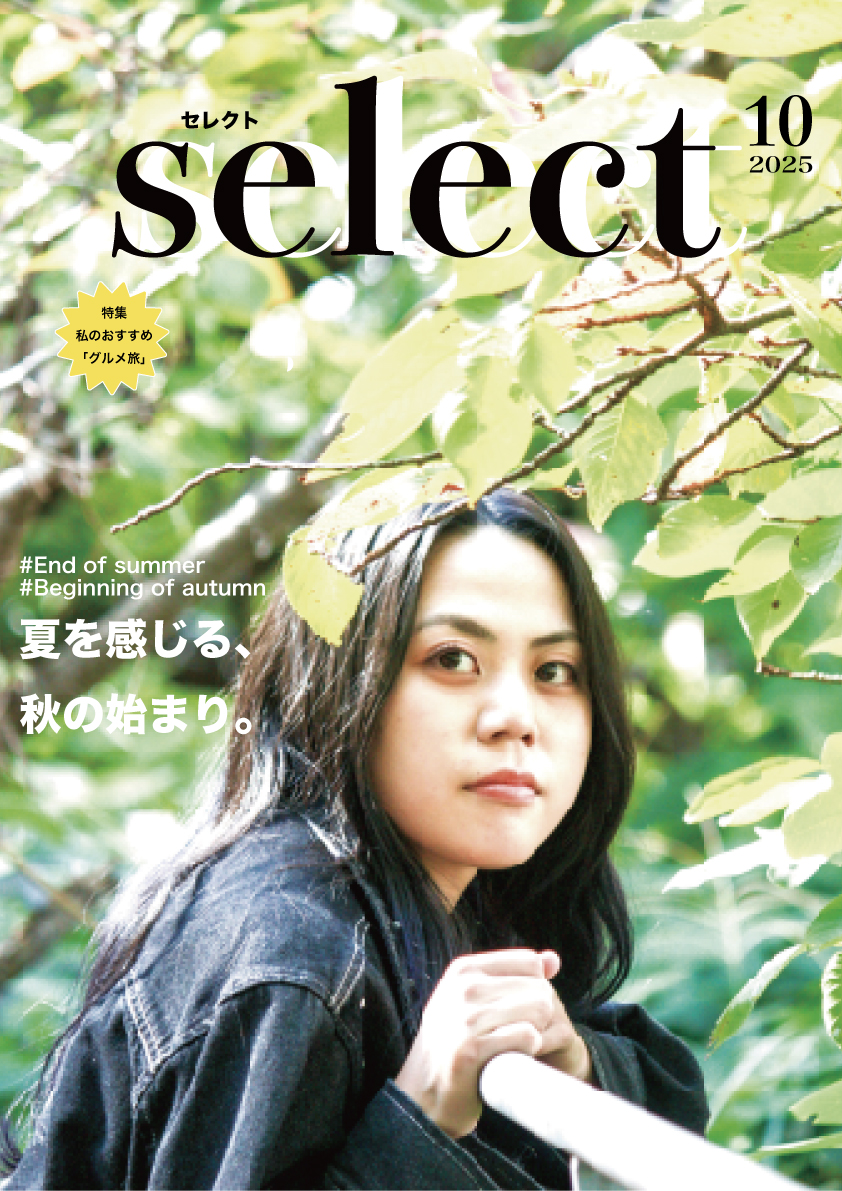 セレクト
select
10
2025
特集
私のおすすめ
「グルメ旅」
#End of summer
#Beginning of autumn
夏を感じる、
秋の始まり。